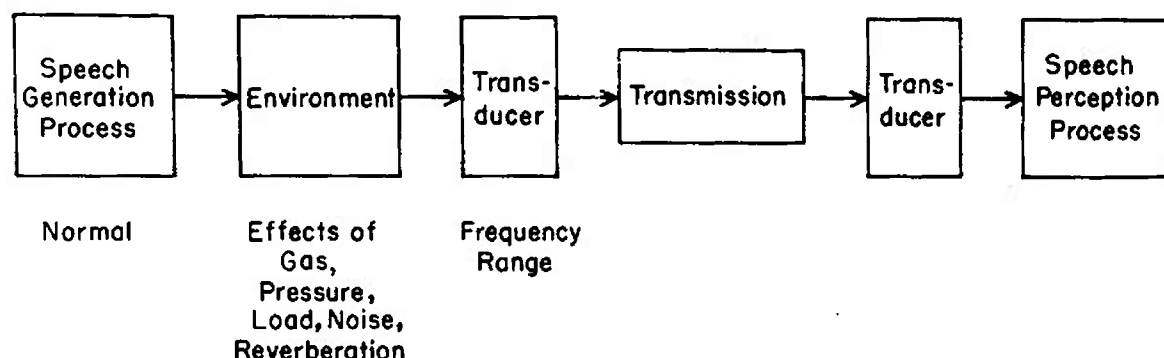 Speech
Generation
Process
Environment
Trans-
ducer
Transmission
Trans-
ducer
Speech
Perception
Process
Normal
Effects of
Gas,
Pressure,
Load, Noise,
Reverberation
Frequency
Range